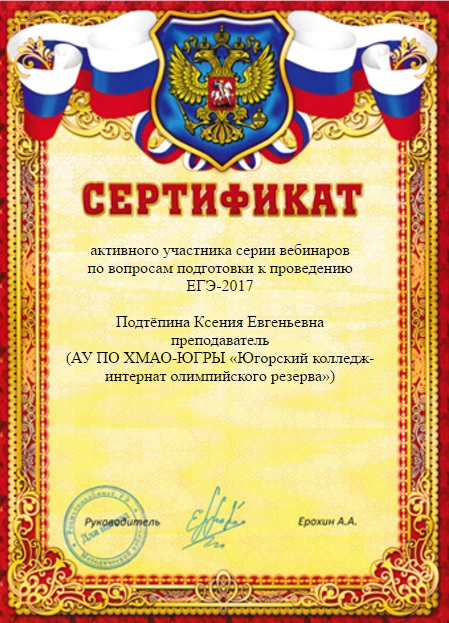 СЕРТИФИКАТ
активного участника серии вебинаров
по вопросам подготовки к проведению
ЕГЭ-2017
Подтёпина Ксения Евгеньевна
преподаватель
(АУ ПО ХМАО-ЮГРЫ «Югорский колледж-
интернат олимпийского резерва»)
Руководитель
Ерохин А.А.